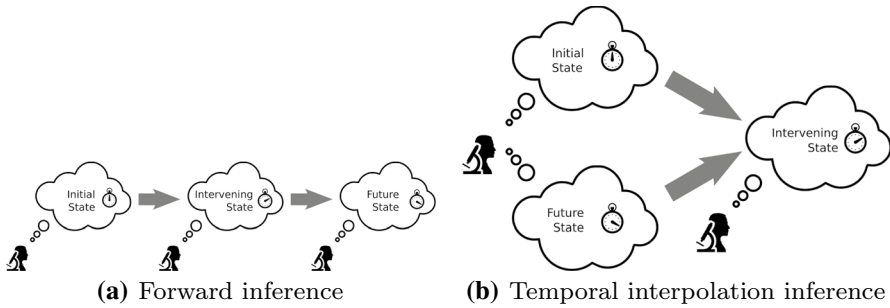 Initial
State
Intervening
State
Future
State
(a) Forward inference
Initial
State
Future
State
Intervening
State
(b) Temporal interpolation inference